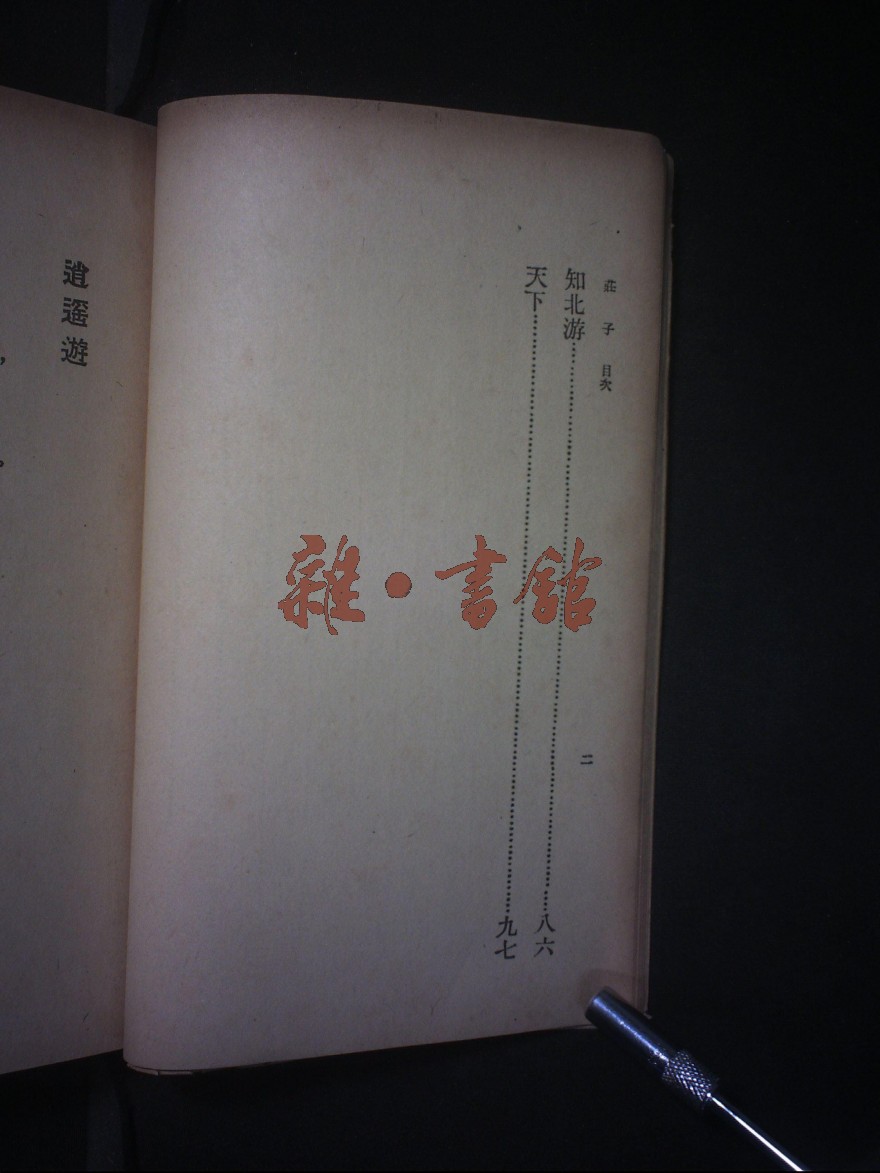 莊子 目次
知北游……八六
天下……九七
二
逍遥遊
雜·書館